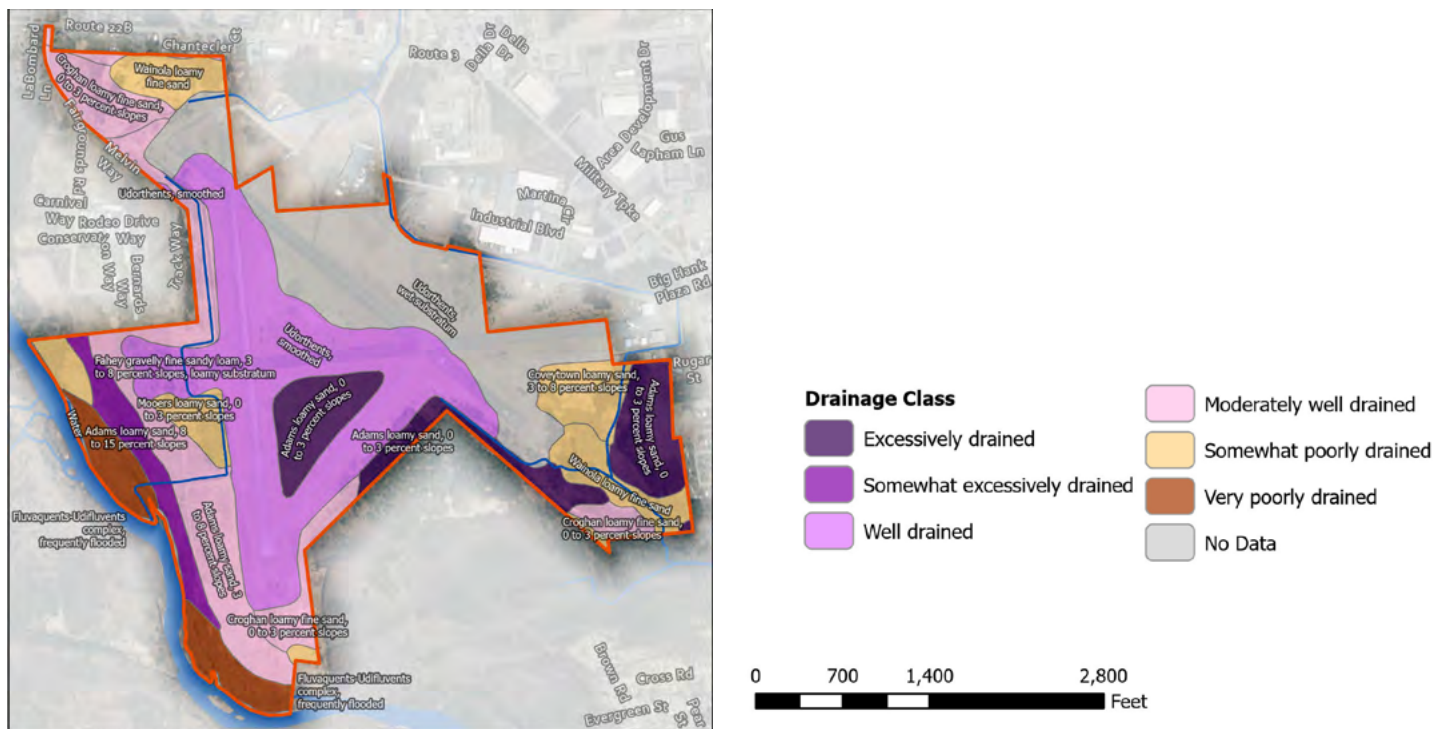 Route 22B
Chantecler Ct
LaBombard
Ln
Wainola loamy
fine sand
Croghan loamy fine sand,
0 to 3 percent slopes
Route 3
Della Dr
Della
Dr
Area Development Dr
Gus
Lapham Ln
Military Tpke
Fairgrounds Rd
Melvin
Way
Udorthents, smoothed
Carnival
Way
Rodeo Drive
Way
Bernards
Way
Track Way
Martina
Cir
Industrial Blvd
Big Hank
Plaza Rd
Udorthents,
wet substratum
Udorthents,
smoothed
Rugar
St
Fahey gravelly fine sandy loam, 3
to 8 percent slopes, loamy substratum
Coveytown loamy sand,
3 to 8 percent slopes
Adams loamy sand, 0
to 3 percent slopes
Mooers loamy sand, 0
to 3 percent slopes
Adams loamy sand, 0
to 3 percent slopes
Water
Adams loamy sand, 8
to 15 percent slopes
Adams loamy sand, 0
to 3 percent slopes
Wainola loamy fine sand
Fluvaquents-Udifluvents
complex,
frequently flooded
Croghan loamy fine sand,
0 to 3 percent slopes
Adams loamy sand, 3
to 8 percent slopes
Croghan loamy fine sand,
0 to 3 percent slopes
Fluvaquents-Udifluvents
complex,
frequently flooded
Brown Rd
Cross Rd
Evergreen St
Pear
St
Drainage Class
Excessively drained
Somewhat excessively drained
Well drained
Moderately well drained
Somewhat poorly drained
Very poorly drained
No Data
0 700 1,400 2,800
Feet